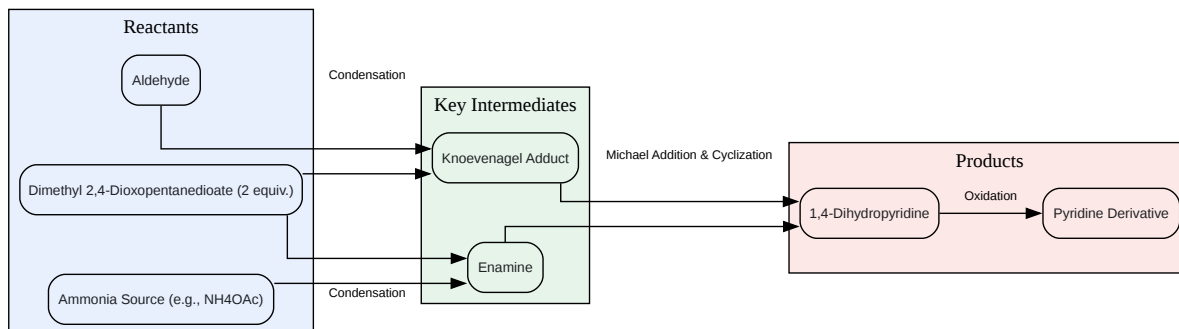 Reactants
Aldehyde
Condensation
Key Intermediates
Knoevenagel Adduct
Michael Addition & Cyclization
Products
Dimethyl 2,4-Dioxopentanedioate (2 equiv.)
1,4-Dihydropyridine
Oxidation
Pyridine Derivative
Enamine
Ammonia Source (e.g., NH4OAc)
Condensation